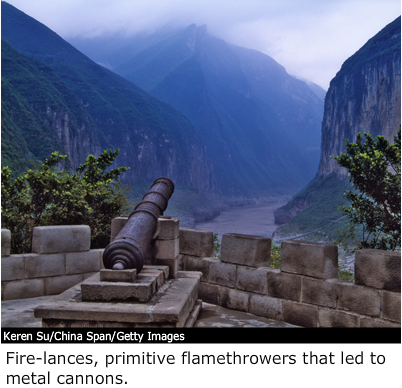 Keren Su/China Span/Getty Images
Fire-lances, primitive flamethrowers that led to
metal cannons.